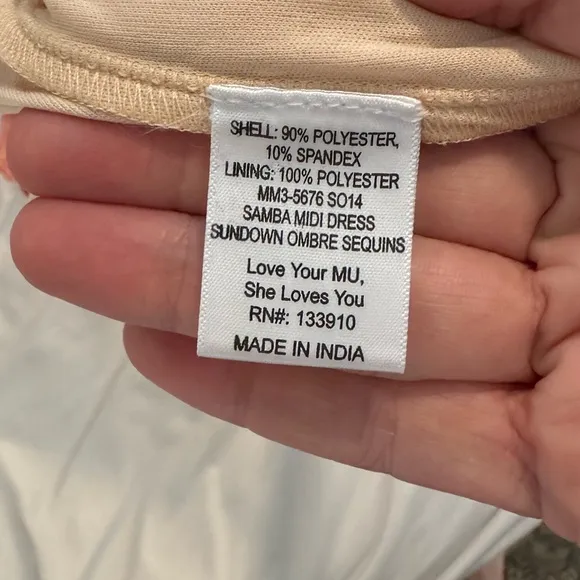 SHELL: 90% POLYESTER,
10% SPANDEX
LINING: 100% POLYESTER
MM3-5676 SO14
SAMBA MIDI DRESS
SUNDOWN OMBRE SEQUINS
Love Your MU,
She Loves You
RN#: 133910
MADE IN INDIA